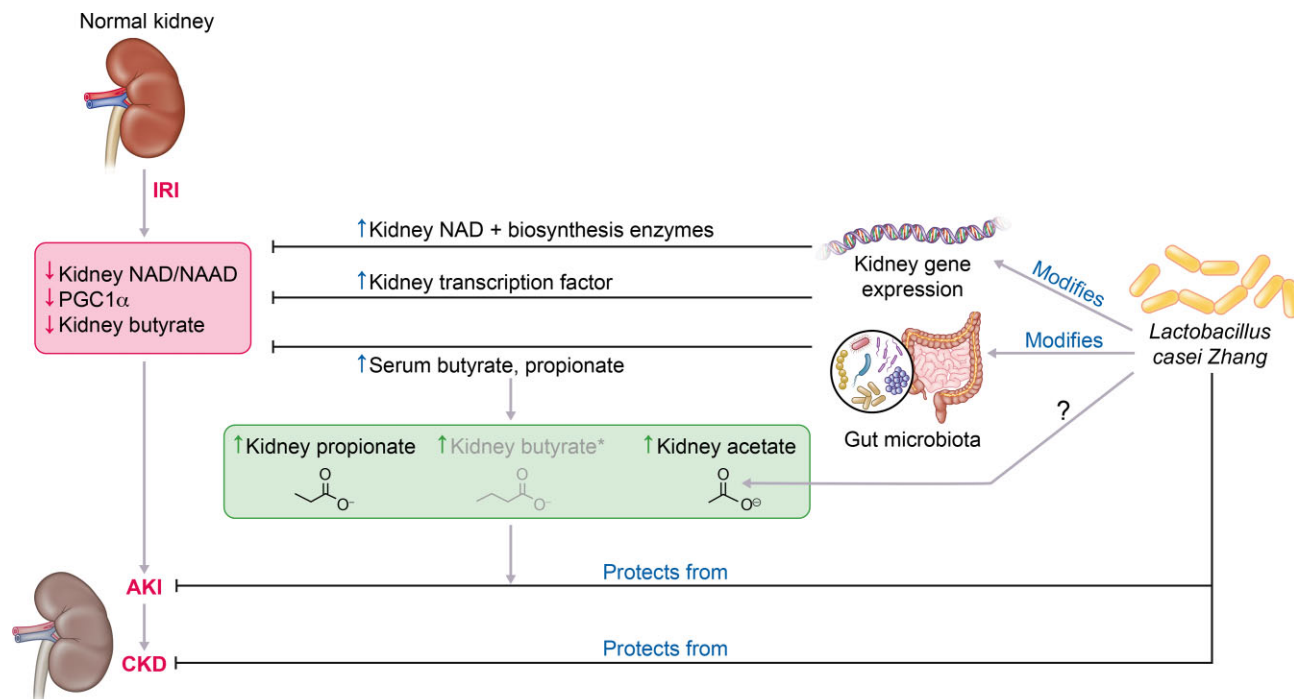 Normal kidney
IRI
↑Kidney NAD + biosynthesis enzymes
↓Kidney NAD/NAAD
↓PGC1α
↓Kidney butyrate
↑Kidney transcription factor
Kidney gene
expression
Modifies
Modifies
Lactobacillus
casei Zhang
↑Serum butyrate, propionate
?
Gut microbiota
↑Kidney propionate
↑Kidney butyrate*
↑Kidney acetate
O
O⁻
O
O⁻
O
O⊖
AKI
Protects from
CKD
Protects from